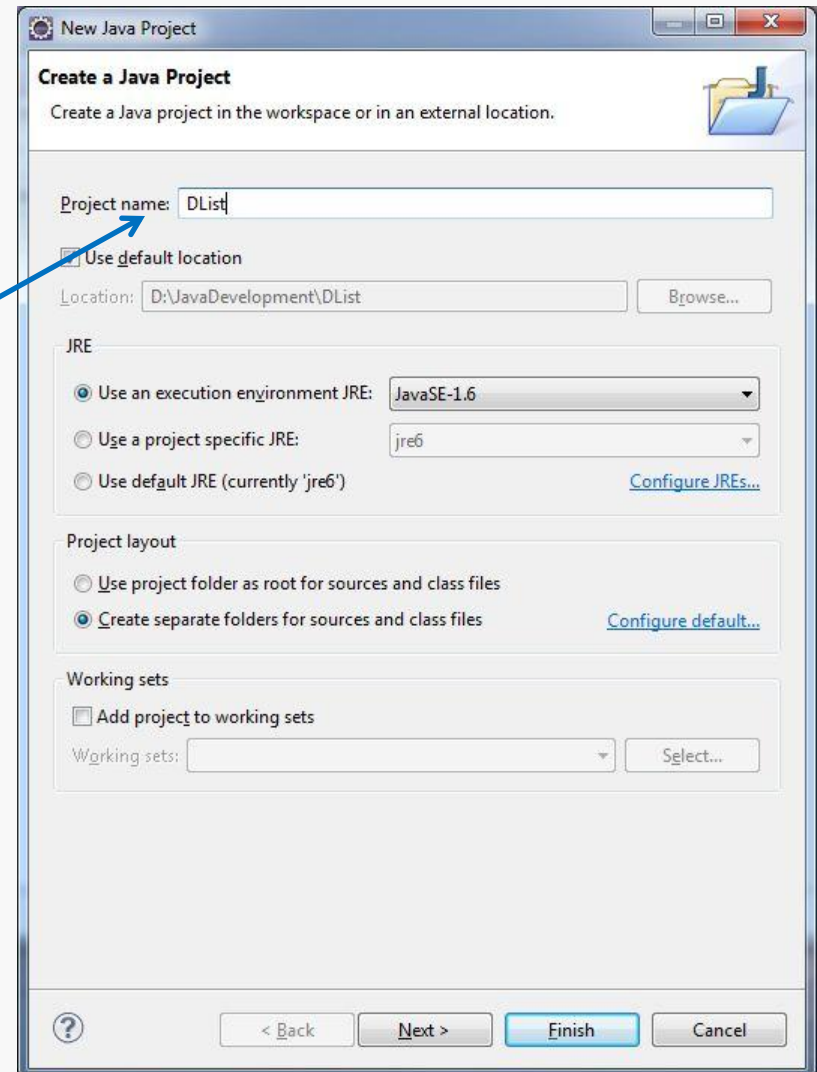 New Java Project
Create a Java Project
Create a Java project in the workspace or in an external location.
Project name: DList
Use default location
Location: D:\JavaDevelopment\DList Browse...
JRE
Use an execution environment JRE: JavaSE-1.6
Use a project specific JRE: jre6
Use default JRE (currently 'jre6') Configure JREs...
Project layout
Use project folder as root for sources and class files
Create separate folders for sources and class files Configure default...
Working sets
Add project to working sets
Working sets: Select...
? < Back Next > Finish Cancel